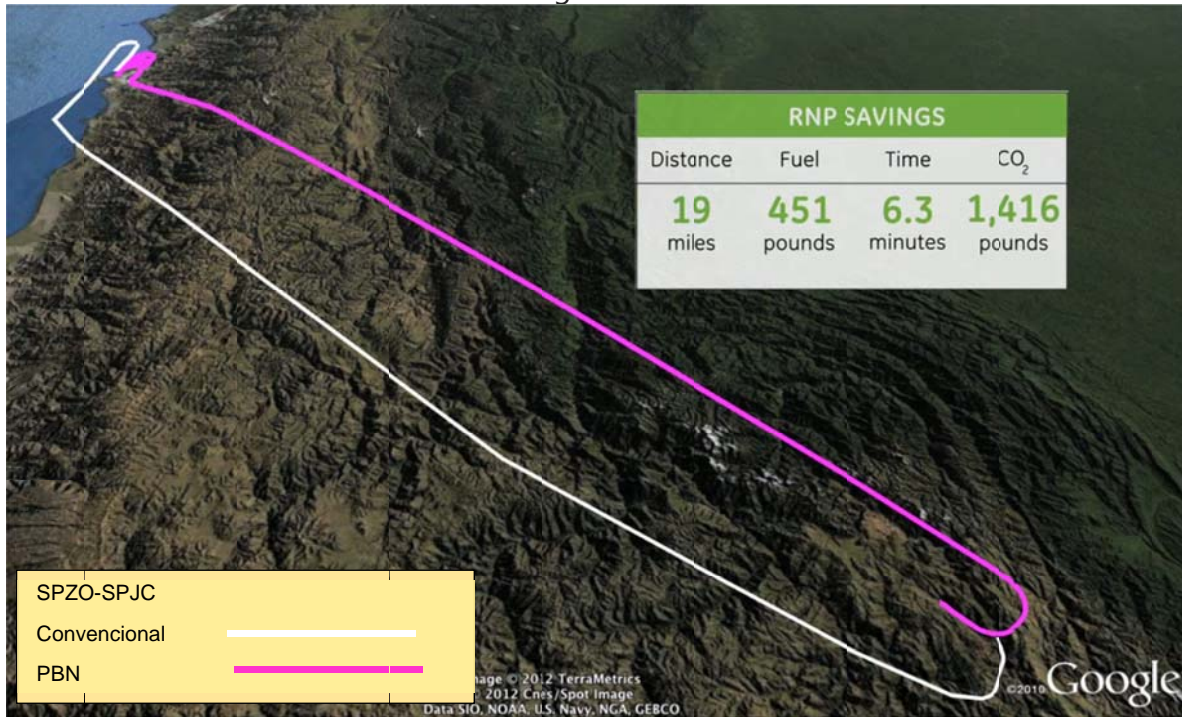 RNP SAVINGS
Distance Fuel Time CO₂
19 451 6.3 1,416
miles pounds minutes pounds
SPZO-SPJC
Convencional
PBN
© 2012 TerraMetrics
© 2012 Cnes/Spot Image
Data SIO, NOAA, U.S. Navy, NGA, GEBCO
©2010 Google